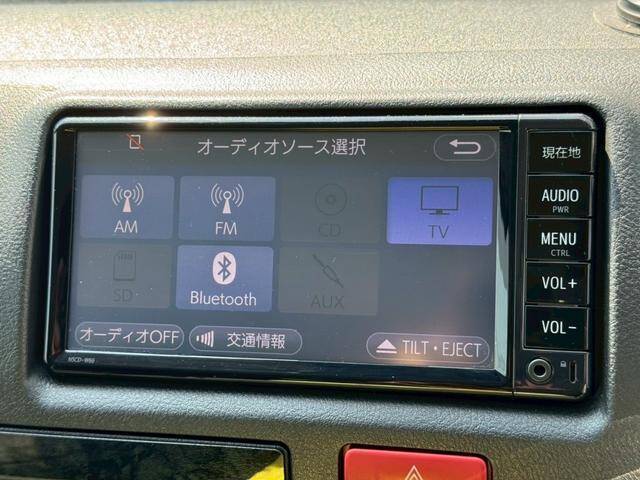 オーディオソース選択
現在地
AM
FM
CD
TV
AUDIO
PWR
MENU
CTRL
SD
Bluetooth
AUX
VOL+
VOL-
オーディオOFF
交通情報
TILT・EJECT
NSCD-W66